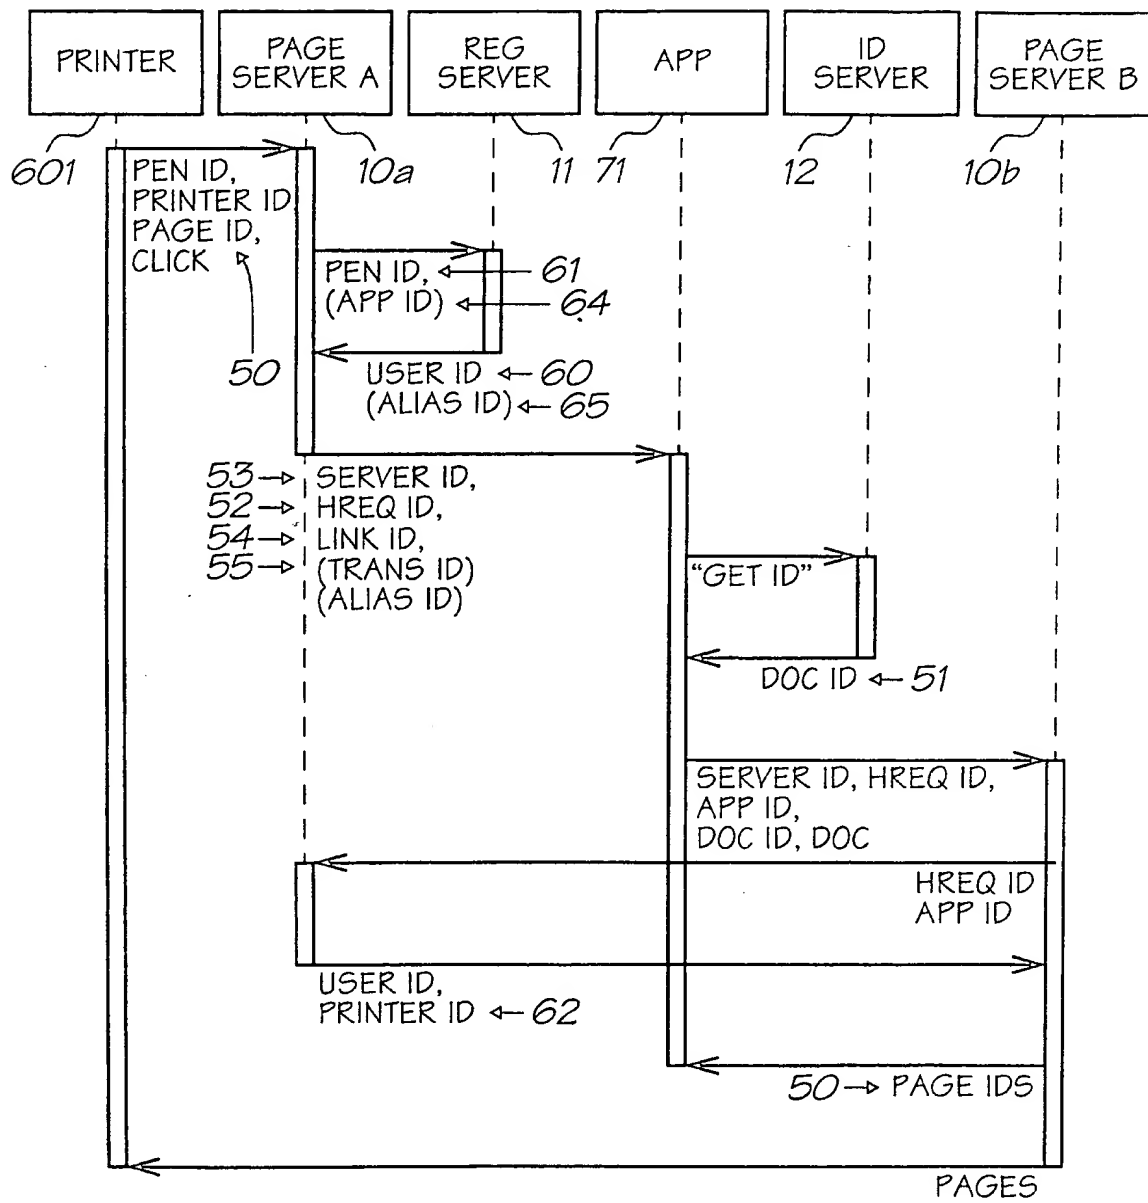 PRINTER
PAGE
SERVER A
REG
SERVER
APP
ID
SERVER
PAGE
SERVER B
601
10a
11
71
12
10b
PEN ID,
PRINTER ID
PAGE ID,
CLICK
50
PEN ID, 61
(APP ID) 64
USER ID 60
(ALIAS ID) 65
53 SERVER ID,
52 HREQ ID,
54 LINK ID,
55 (TRANS ID)
(ALIAS ID)
"GET ID"
DOC ID 51
SERVER ID, HREQ ID,
APP ID,
DOC ID, DOC
HREQ ID
APP ID
USER ID,
PRINTER ID 62
50 PAGE IDS
PAGES